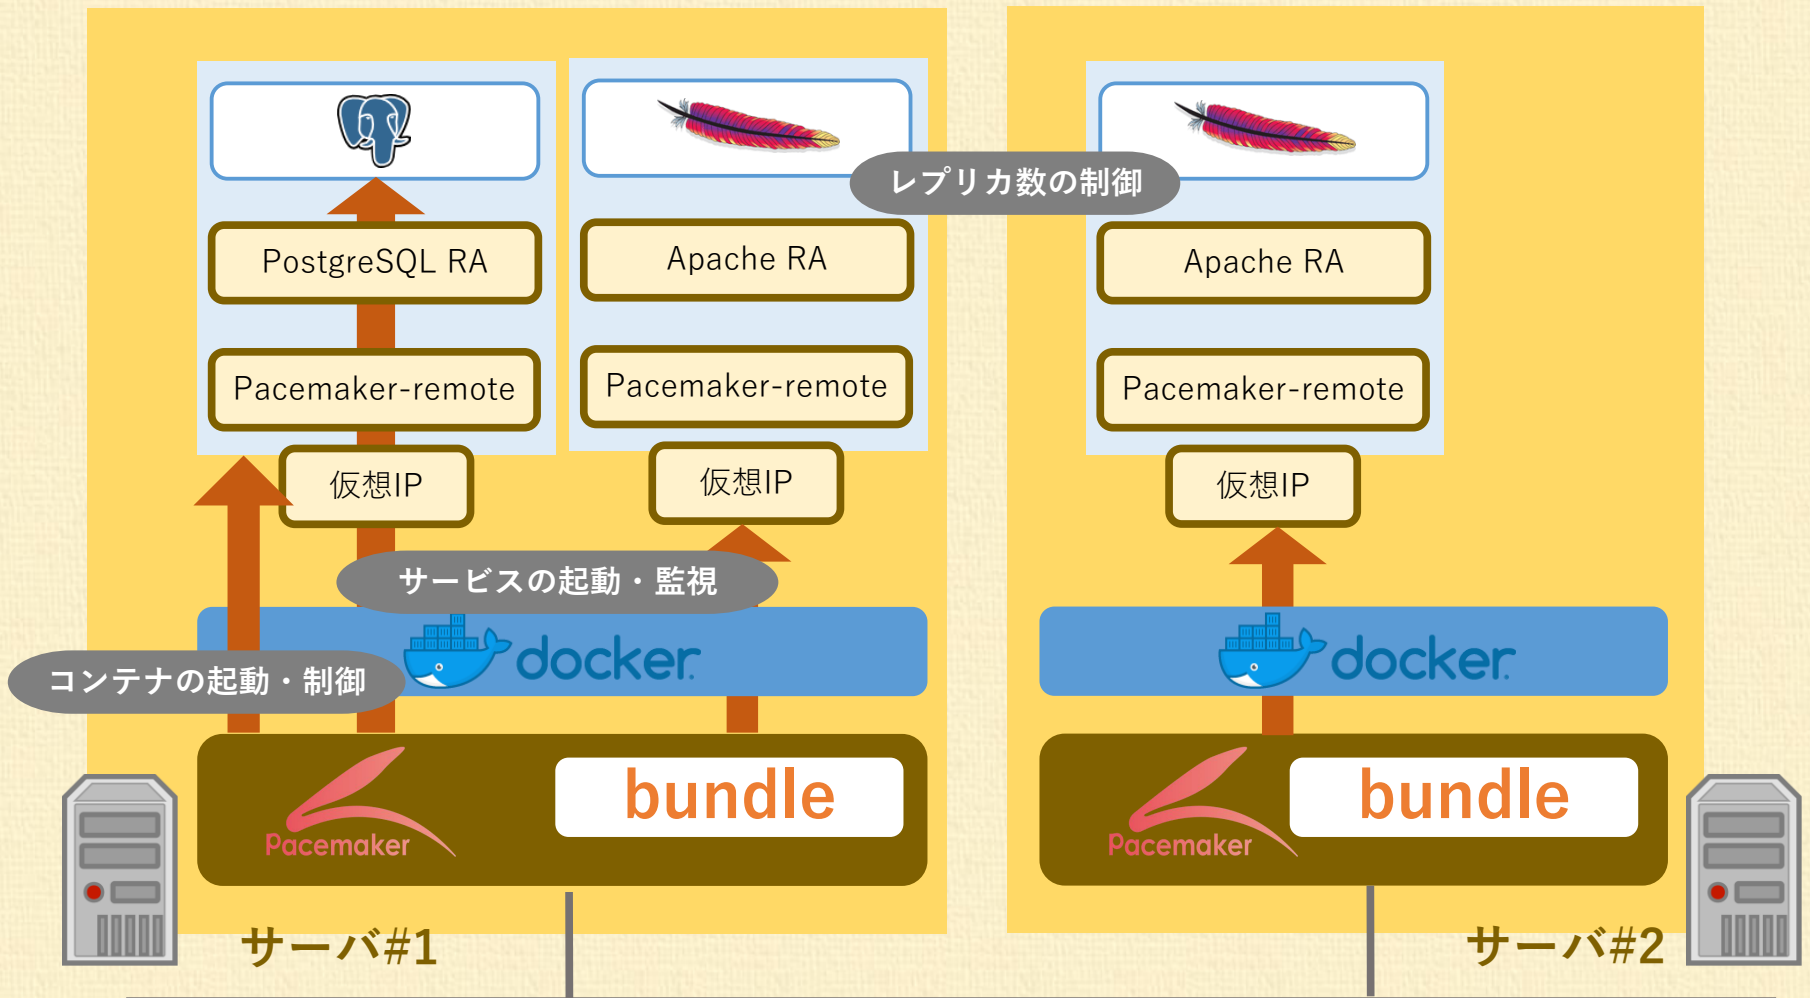 レプリカ数の制御
PostgreSQL RA
Apache RA
Apache RA
Pacemaker-remote
Pacemaker-remote
Pacemaker-remote
仮想IP
仮想IP
仮想IP
サービスの起動・監視
コンテナの起動・制御
docker
docker
Pacemaker
bundle
Pacemaker
bundle
サーバ#1
サーバ#2